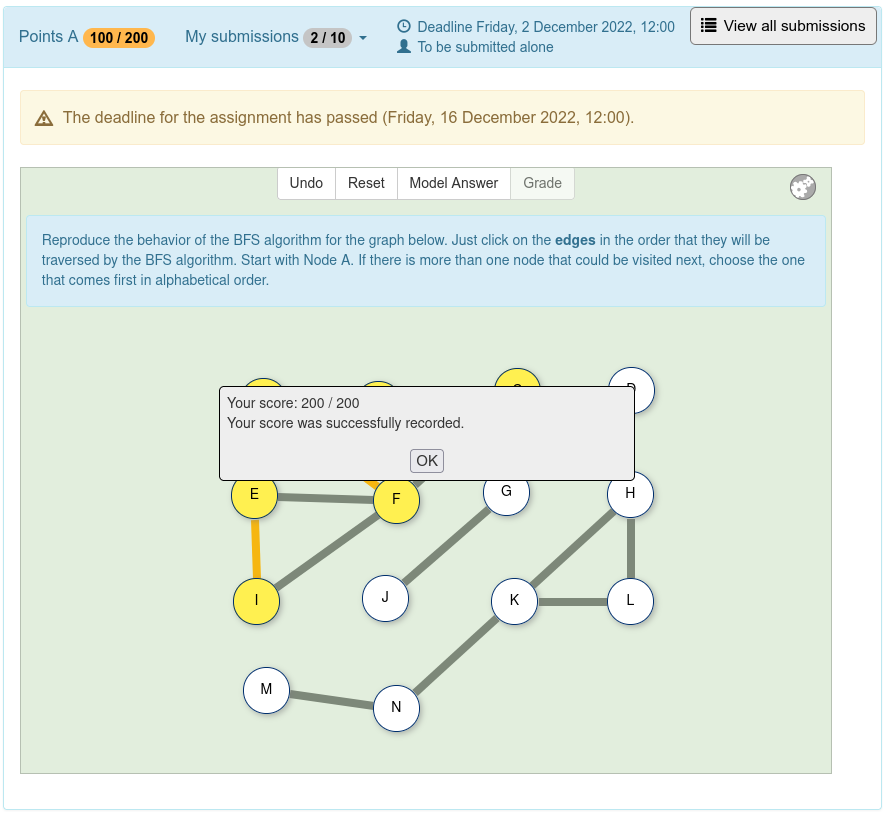 Points A 100 / 200
My submissions 2 / 10
Deadline Friday, 2 December 2022, 12:00
To be submitted alone
View all submissions
The deadline for the assignment has passed (Friday, 16 December 2022, 12:00).
Undo
Reset
Model Answer
Grade
Reproduce the behavior of the BFS algorithm for the graph below. Just click on the edges in the order that they will be
traversed by the BFS algorithm. Start with Node A. If there is more than one node that could be visited next, choose the one
that comes first in alphabetical order.
Your score: 200 / 200
Your score was successfully recorded.
OK
E
F
G
H
I
J
K
L
M
N